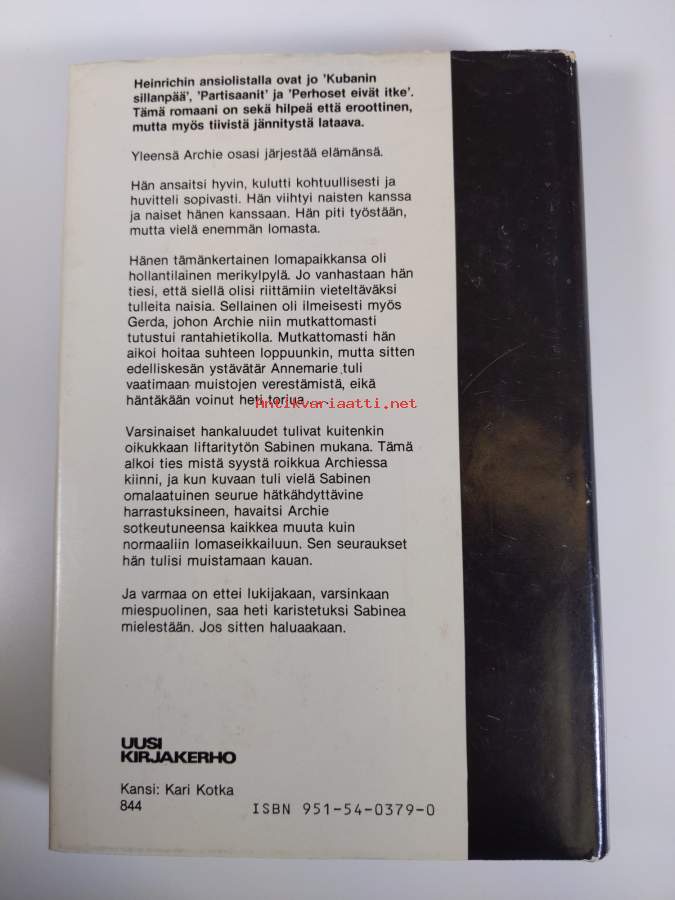 Heinrichin ansiolistalla ovat jo 'Kubanin
sillanpää', 'Partisaanit' ja 'Perhoset eivät itke'.
Tämä romaani on sekä hilpeä että eroottinen,
mutta myös tiivistä jännitystä lataava.
Yleensä Archie osasi järjestää elämänsä.
Hän ansaitsi hyvin, kulutti kohtuullisesti ja
huvitteli sopivasti. Hän viihtyi naisten kanssa
ja naiset hänen kanssaan. Hän piti työstään,
mutta vielä enemmän lomasta.
Hänen tämänkertainen lomapaikkansa oli
hollantilainen merikylpylä. Jo vanhastaan hän
tiesi, että siellä olisi riittämiin vieteltäväksi
tulleita naisia. Sellainen oli ilmeisesti myös
Gerda, johon Archie niin mutkattomasti
tutustui rantahietikolla. Mutkattomasti hän
aikoi hoitaa suhteen loppuunkin, mutta sitten
edelliskesän ystävätär Annemarie tuli
vaatimaan muistojen verestämistä, eikä
häntäkään voinut heti torjua.
Antikvariaatti.net
Varsinaiset hankaluudet tulivat kuitenkin
oikukkaan liftaritytön Sabinen mukana. Tämä
alkoi ties mistä syystä roikkua Archiessa
kiinni, ja kun kuvaan tuli vielä Sabinen
omalaatuinen seurue hätkähdyttävine
harrastuksineen, havaitsi Archie
sotkeutuneensa kaikkea muuta kuin
normaaliin lomaseikkailuun. Sen seuraukset
hän tulisi muistamaan kauan.
Ja varmaa on ettei lukijakaan, varsinkaan
miespuolinen, saa heti karistetuksi Sabinea
mielestään. Jos sitten haluaakaan.
UUSI
KIRJAKERHO
Kansi: Kari Kotka
844
ISBN 951-54-0379-0